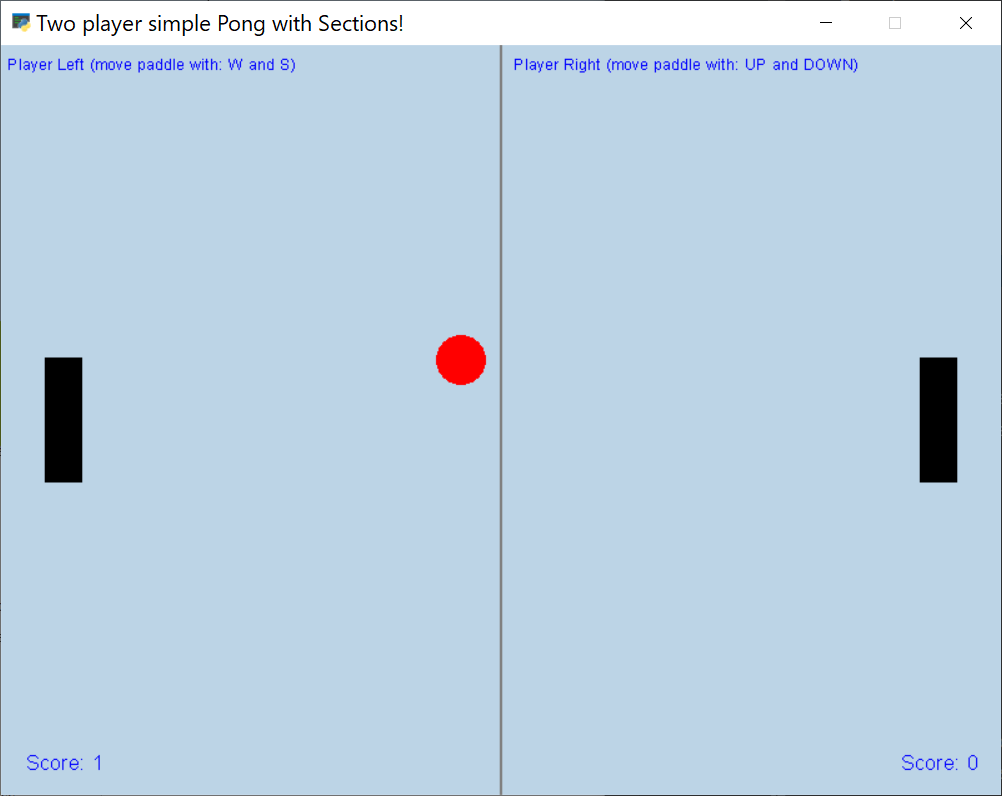 Two player simple Pong with Sections!
Player Left (move paddle with: W and S)
Player Right (move paddle with: UP and DOWN)
Score: 1
Score: 0